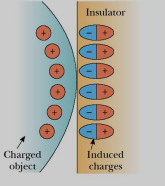 Insulator
+
− +
+
− +
+
− +
+
− +
+
− +
+
− +
Charged
object
Induced
charges